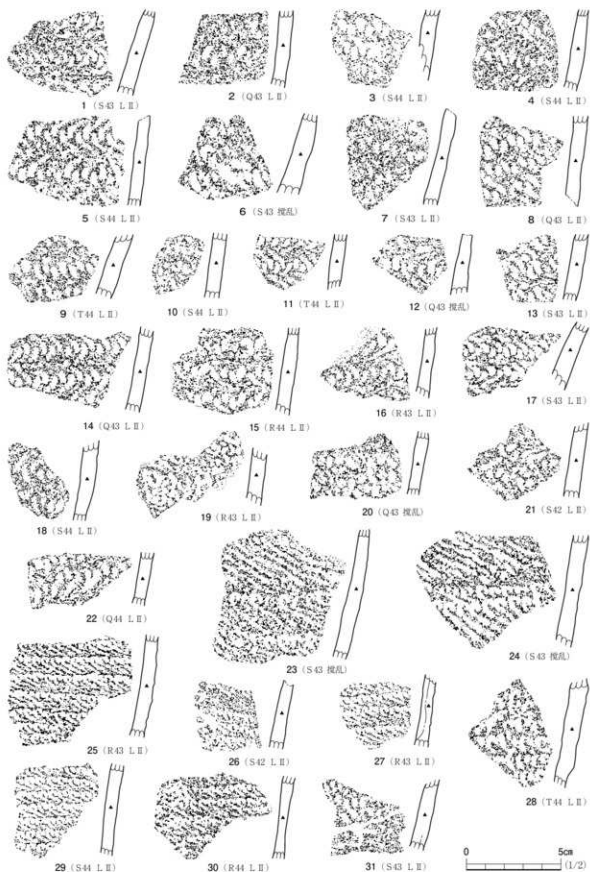 1 (S43 LⅡ)
2 (Q43 LⅡ)
3 (S44 LⅡ)
4 (S44 LⅡ)
5 (S44 LⅡ)
6 (S43 撹乱)
7 (S43 LⅡ)
8 (Q43 LⅡ)
9 (T44 LⅡ)
10 (S44 LⅡ)
11 (T44 LⅡ)
12 (Q43 撹乱)
13 (S43 LⅡ)
14 (Q43 LⅡ)
15 (R44 LⅡ)
16 (R43 LⅡ)
17 (S43 LⅡ)
18 (S44 LⅡ)
19 (R43 LⅡ)
20 (Q43 撹乱)
21 (S42 LⅡ)
22 (Q44 LⅡ)
23 (S43 撹乱)
24 (S43 撹乱)
25 (R43 LⅡ)
26 (S42 LⅡ)
27 (R43 LⅡ)
28 (T44 LⅡ)
29 (S44 LⅡ)
30 (R44 LⅡ)
31 (S43 LⅡ)
0 5cm
(1/2)